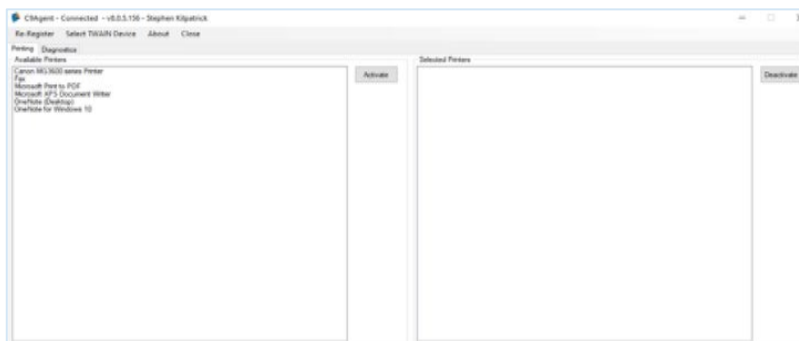 C9Agent - Connected - v8.0.5.156 - Stephen Kilpatrick
Re-Register Select TWAIN Device About Close
Printing Diagnostics
Available Printers Selected Printers
Canon MG3600 series Printer
Fax
Microsoft Print to PDF
Microsoft XPS Document Writer
OneNote (Desktop)
OneNote for Windows 10
Activate
Deactivate